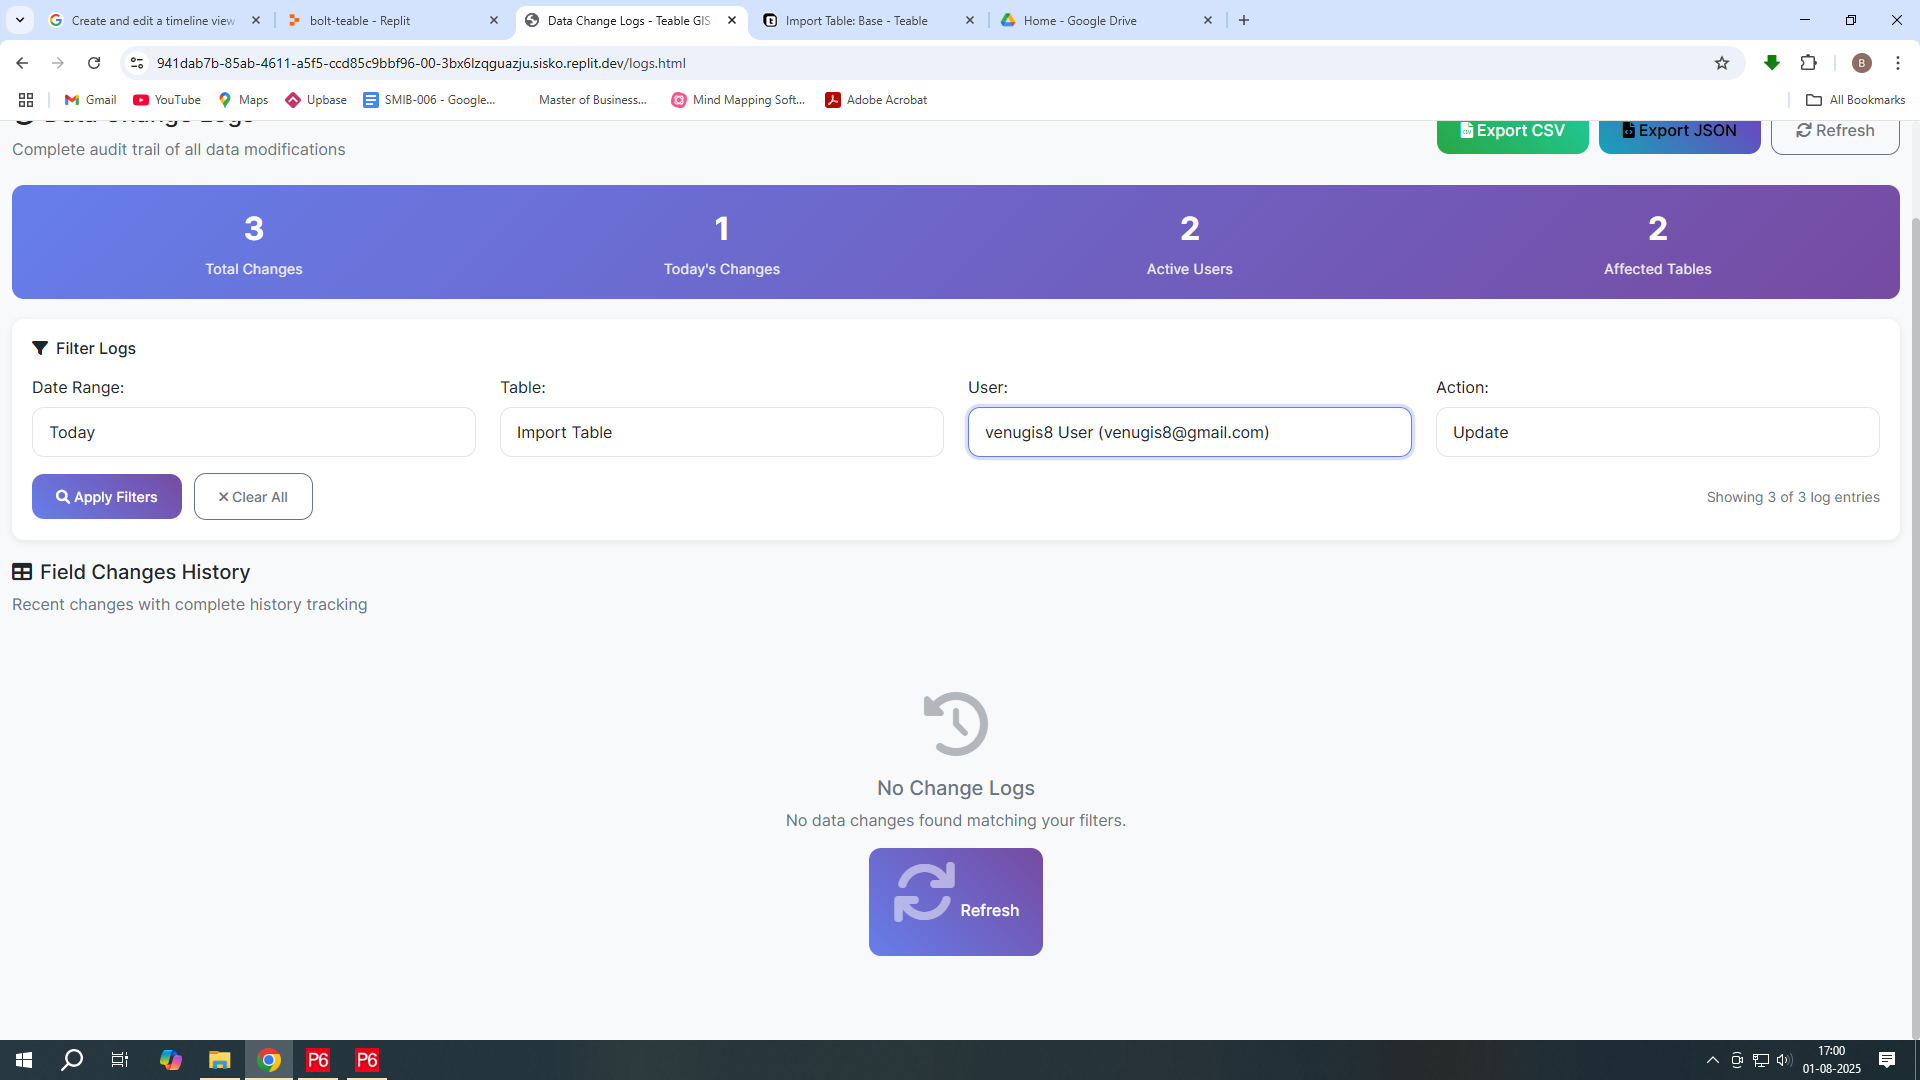 Create and edit a timeline view
bolt-teable - Replit
Data Change Logs - Teable GIS
Import Table: Base - Teable
Home - Google Drive
941dab7b-85ab-4611-a5f5-ccd85c9bbf96-00-3bx6lzqguazju.sisko.replit.dev/logs.html
B
Gmail
YouTube
Maps
Upbase
SMIB-006 - Google...
Master of Business...
Mind Mapping Soft...
Adobe Acrobat
All Bookmarks
Data Change Logs
Complete audit trail of all data modifications
Export CSV
Export JSON
Refresh
3
Total Changes
1
Today's Changes
2
Active Users
2
Affected Tables
Filter Logs
Date Range:
Today
Table:
Import Table
User:
venugis8 User (venugis8@gmail.com)
Action:
Update
Apply Filters
Clear All
Showing 3 of 3 log entries
Field Changes History
Recent changes with complete history tracking
No Change Logs
No data changes found matching your filters.
Refresh
P6
P6
17:00
01-08-2025